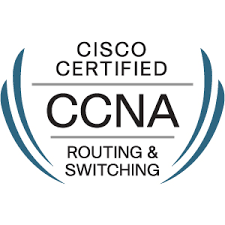 CISCO
CERTIFIED
CCNA
ROUTING &
SWITCHING